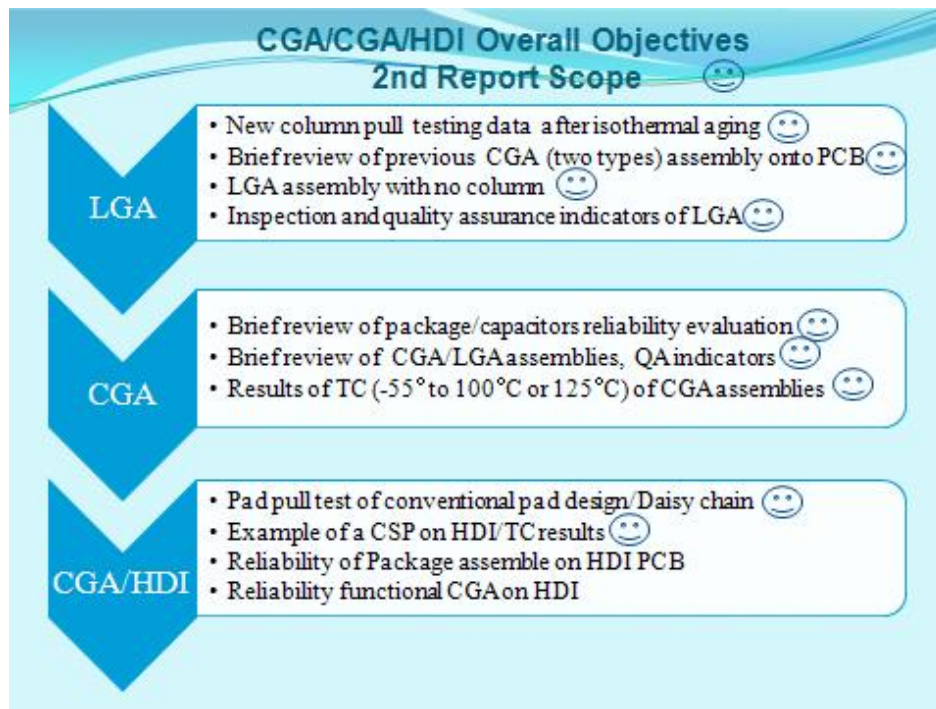 CGA/CGA/HDI Overall Objectives
2nd Report Scope
LGA
• New column pull testing data after isothermal aging
• Brief review of previous CGA (two types) assembly onto PCB
• LGA assembly with no column
• Inspection and quality assurance indicators of LGA
CGA
• Brief review of package/capacitors reliability evaluation
• Brief review of CGA/LGA assemblies, QA indicators
• Results of TC (-55° to 100°C or 125°C) of CGA assemblies
CGA/HDI
• Pad pull test of conventional pad design/Daisy chain
• Example of a CSP on HDI/TC results
• Reliability of Package assemble on HDI PCB
• Reliability functional CGA on HDI